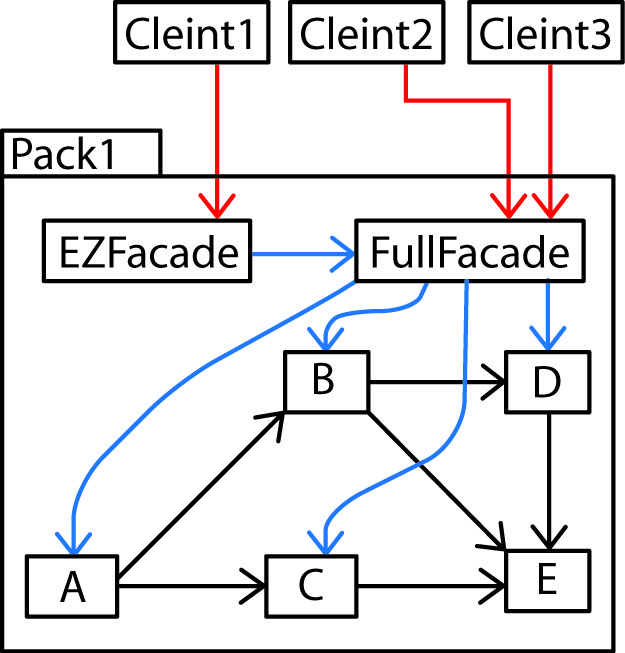 Cleint1
Cleint2
Cleint3
Pack1
EZFacade
FullFacade
B
D
A
C
E